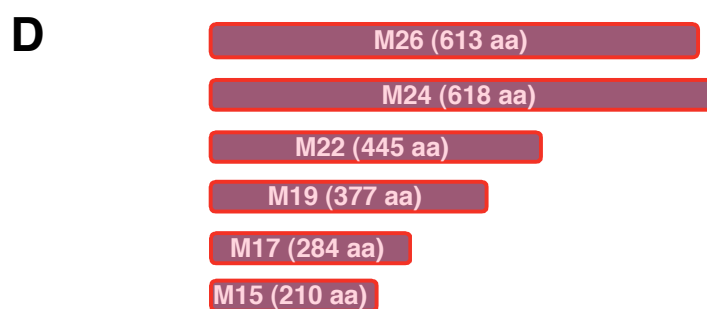 D
M26 (613 aa)
M24 (618 aa)
M22 (445 aa)
M19 (377 aa)
M17 (284 aa)
M15 (210 aa)